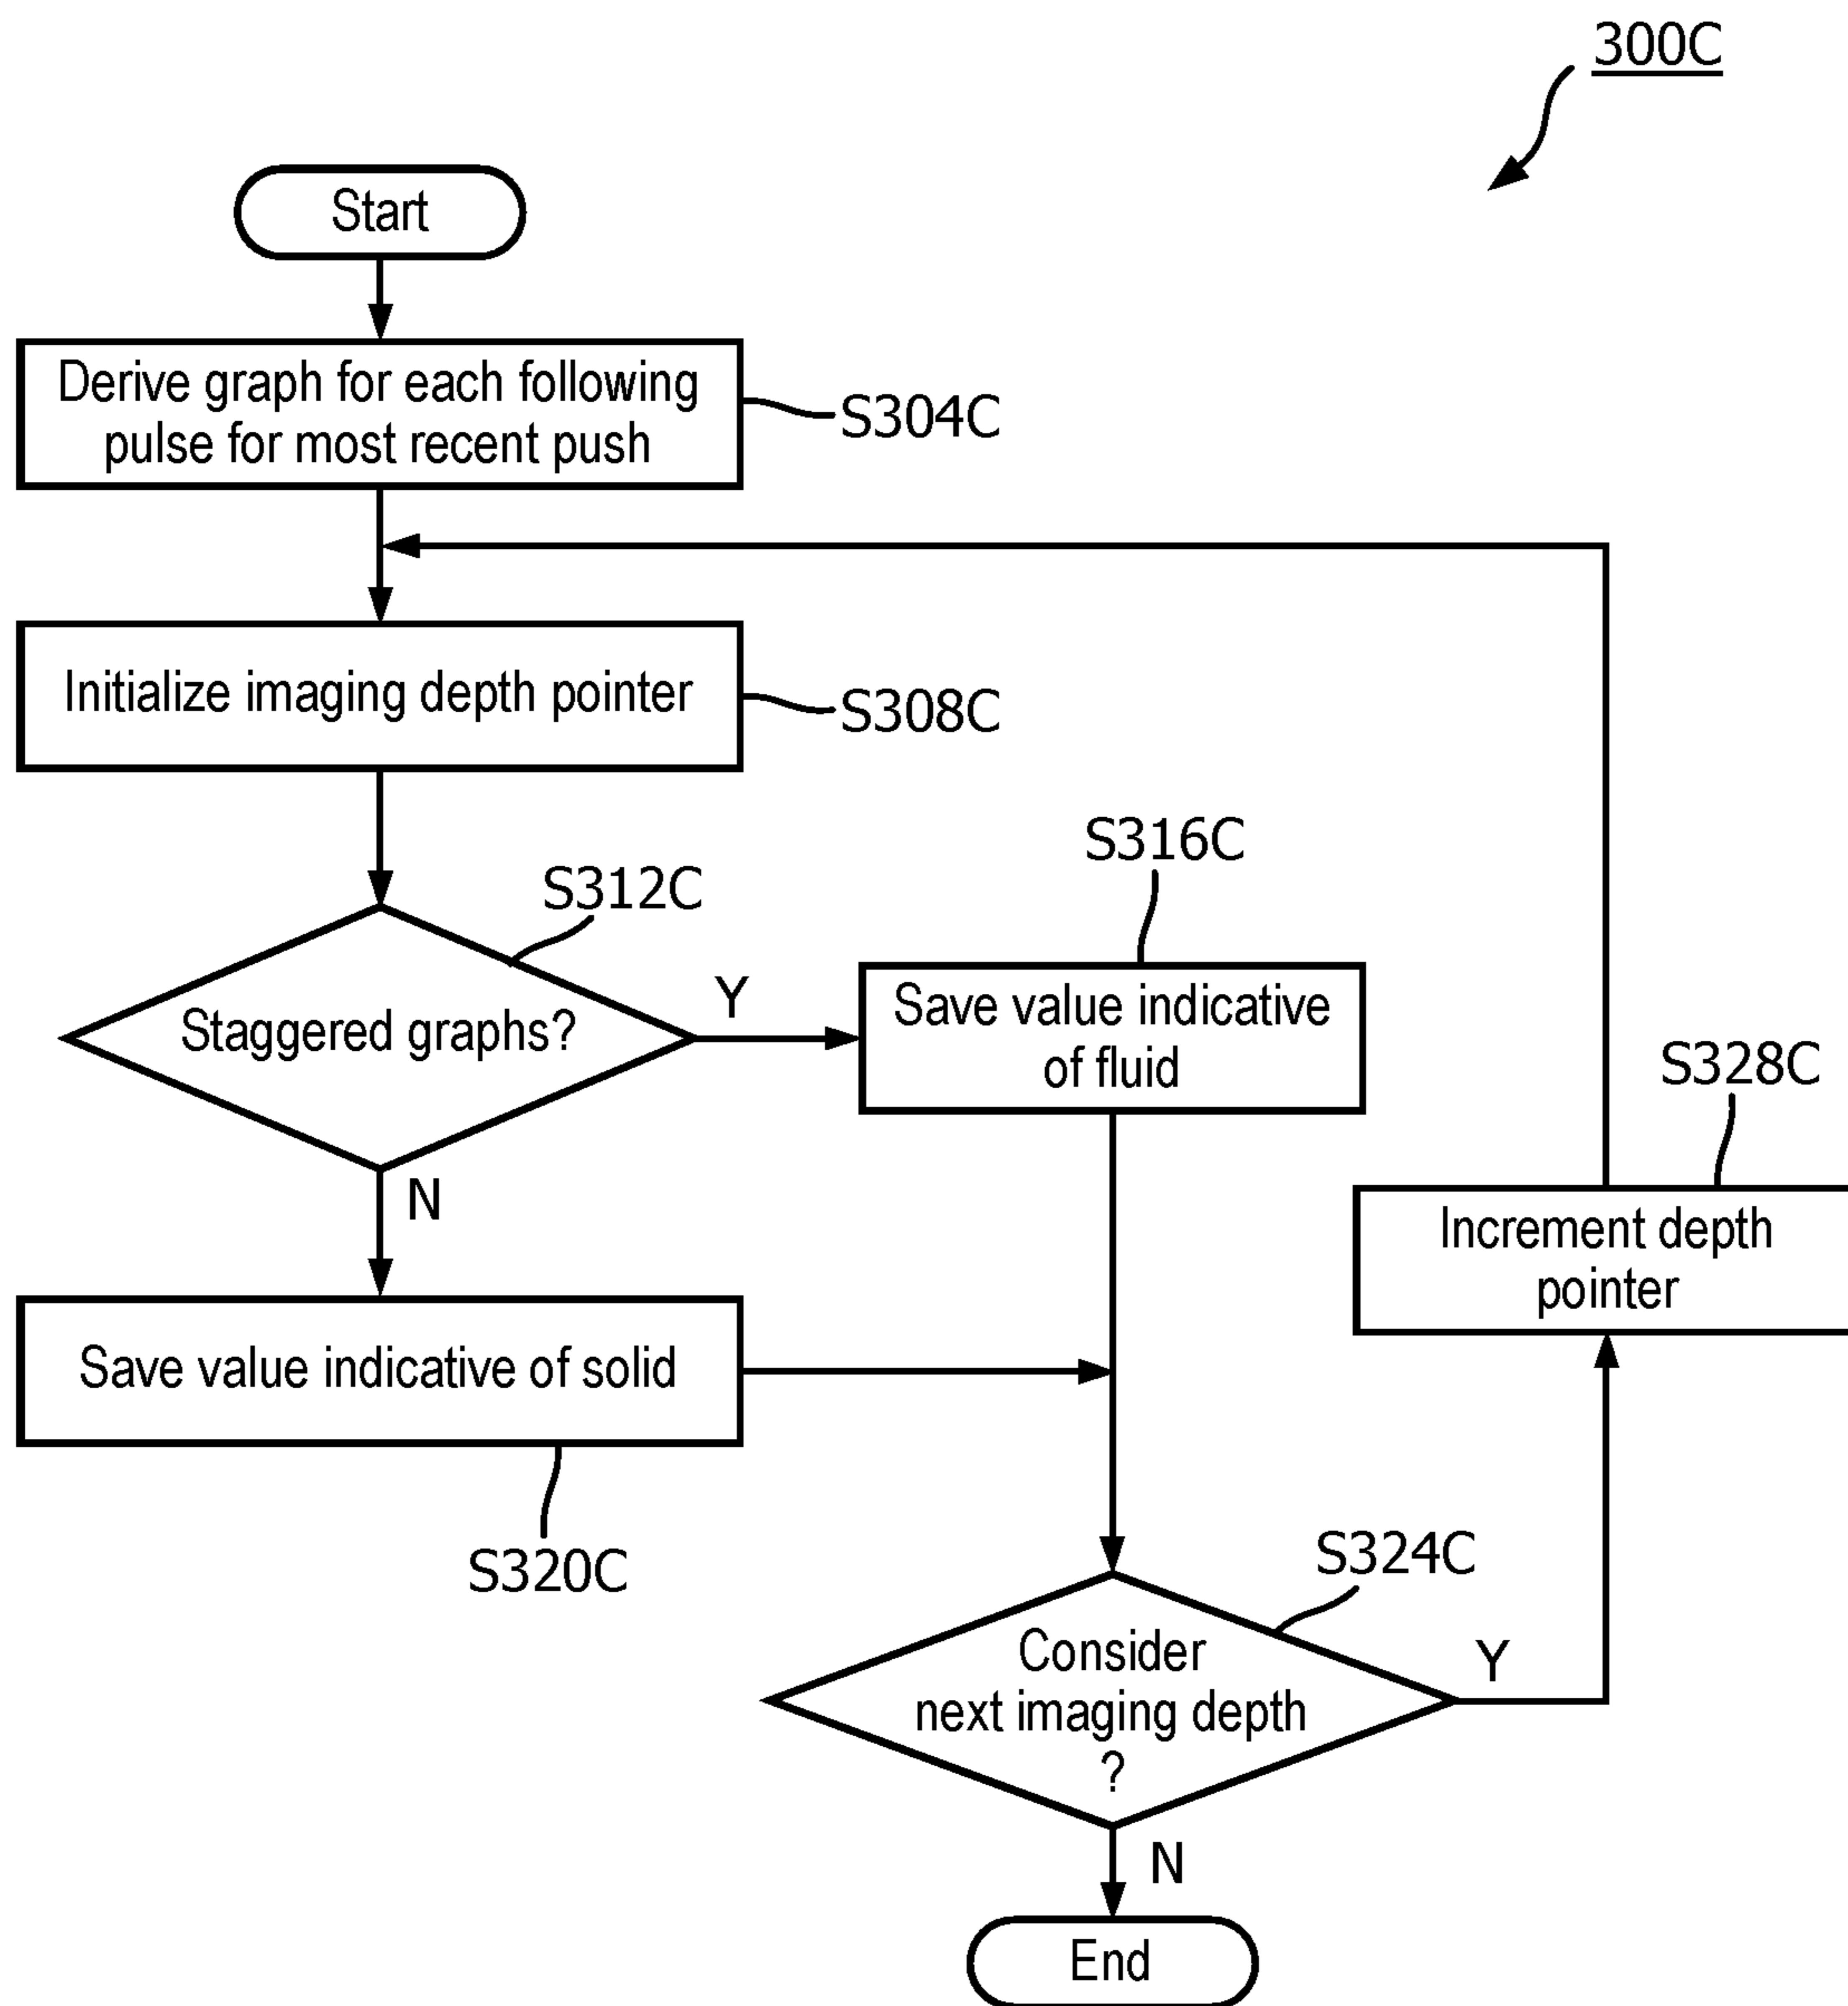 300C
Start
Derive graph for each following
pulse for most recent push
S304C
Initialize imaging depth pointer
S308C
S312C
Staggered graphs?
Y
N
S316C
Save value indicative
of fluid
S328C
Increment depth
pointer
Save value indicative of solid
S320C
S324C
Consider
next imaging depth
?
Y
N
End